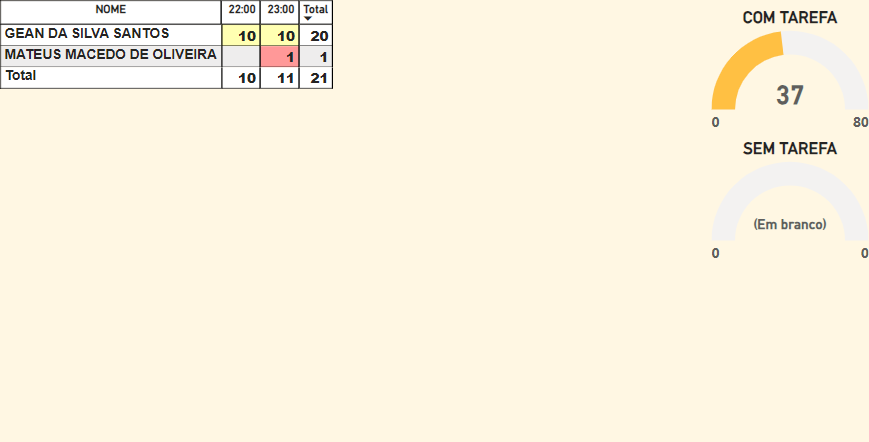 NOME 22:00 23:00 Total
GEAN DA SILVA SANTOS 10 10 20
MATEUS MACEDO DE OLIVEIRA 1 1
Total 10 11 21
COM TAREFA
37
0 80
SEM TAREFA
(Em branco)
0 0